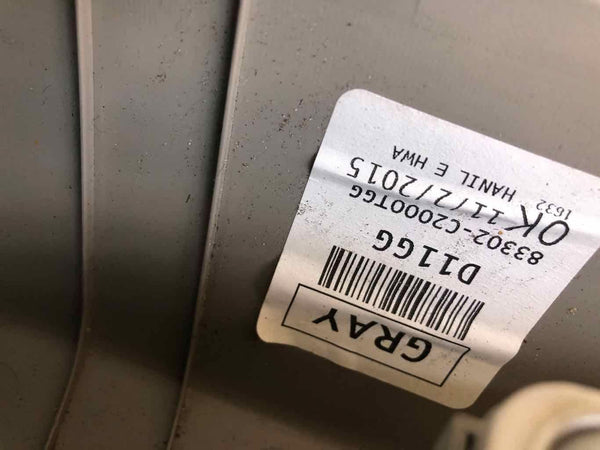 GRAY
D11GG
83302-C2000TGG
OK 11/2/2015
1632 HANIL E HWA